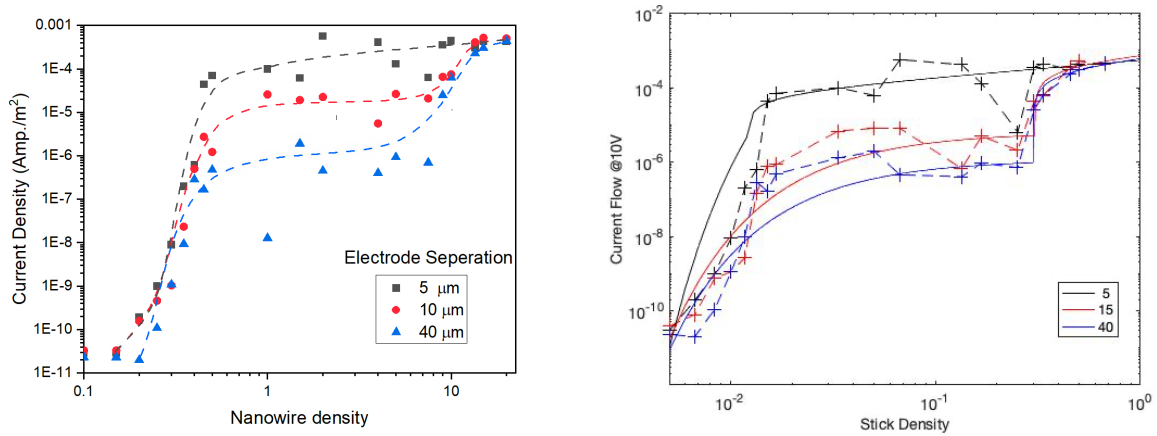 0.001
1E-4
1E-5
1E-6
1E-7
1E-8
1E-9
1E-10
1E-11
Current Density (Amp./m²)
0.1
1
10
Nanowire density
Electrode Seperation
5 μm
10 μm
40 μm
10⁻²
10⁻⁴
10⁻⁶
10⁻⁸
10⁻¹⁰
Current Flow @10V
10⁻²
10⁻¹
10⁰
Stick Density
5
15
40